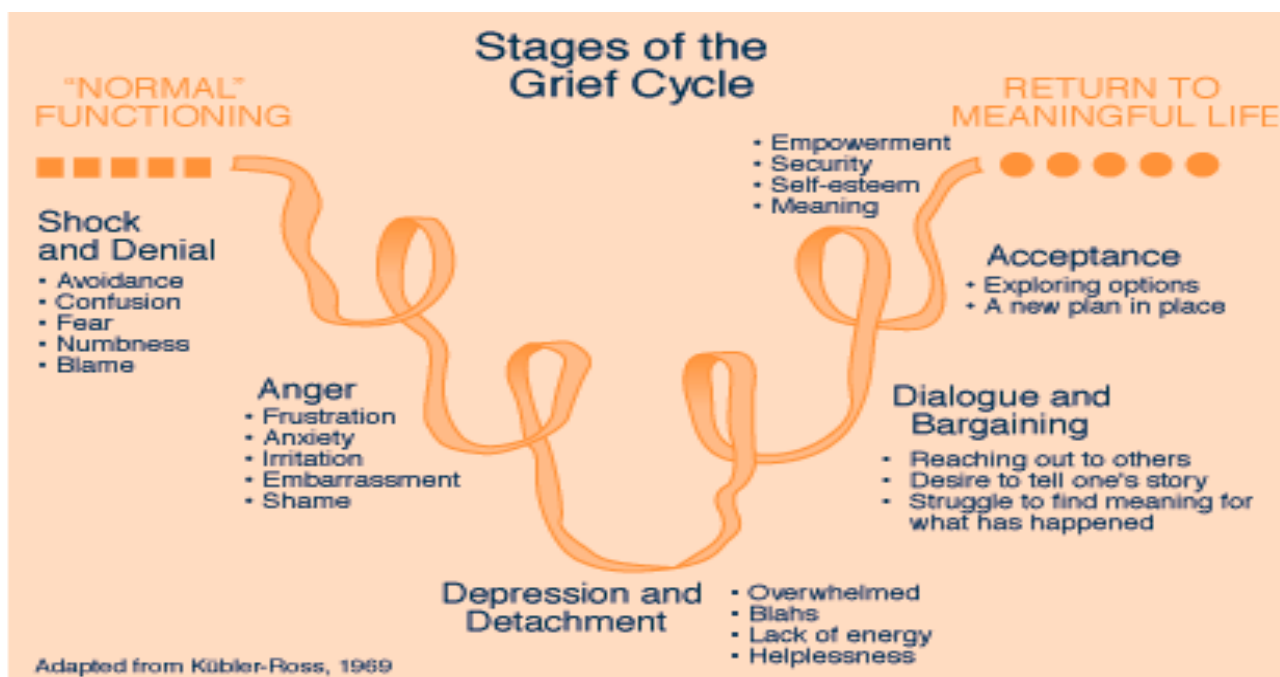 Stages of the
Grief Cycle
"NORMAL"
FUNCTIONING
RETURN TO
MEANINGFUL LIFE
• Empowerment
• Security
• Self-esteem
• Meaning
Shock
and Denial
• Avoidance
• Confusion
• Fear
• Numbness
• Blame
Anger
• Frustration
• Anxiety
• Irritation
• Embarrassment
• Shame
Depression and
Detachment
• Overwhelmed
• Blahs
• Lack of energy
• Helplessness
Dialogue and
Bargaining
• Reaching out to others
• Desire to tell one's story
• Struggle to find meaning for
what has happened
Acceptance
• Exploring options
• A new plan in place
Adapted from Kübler-Ross, 1969